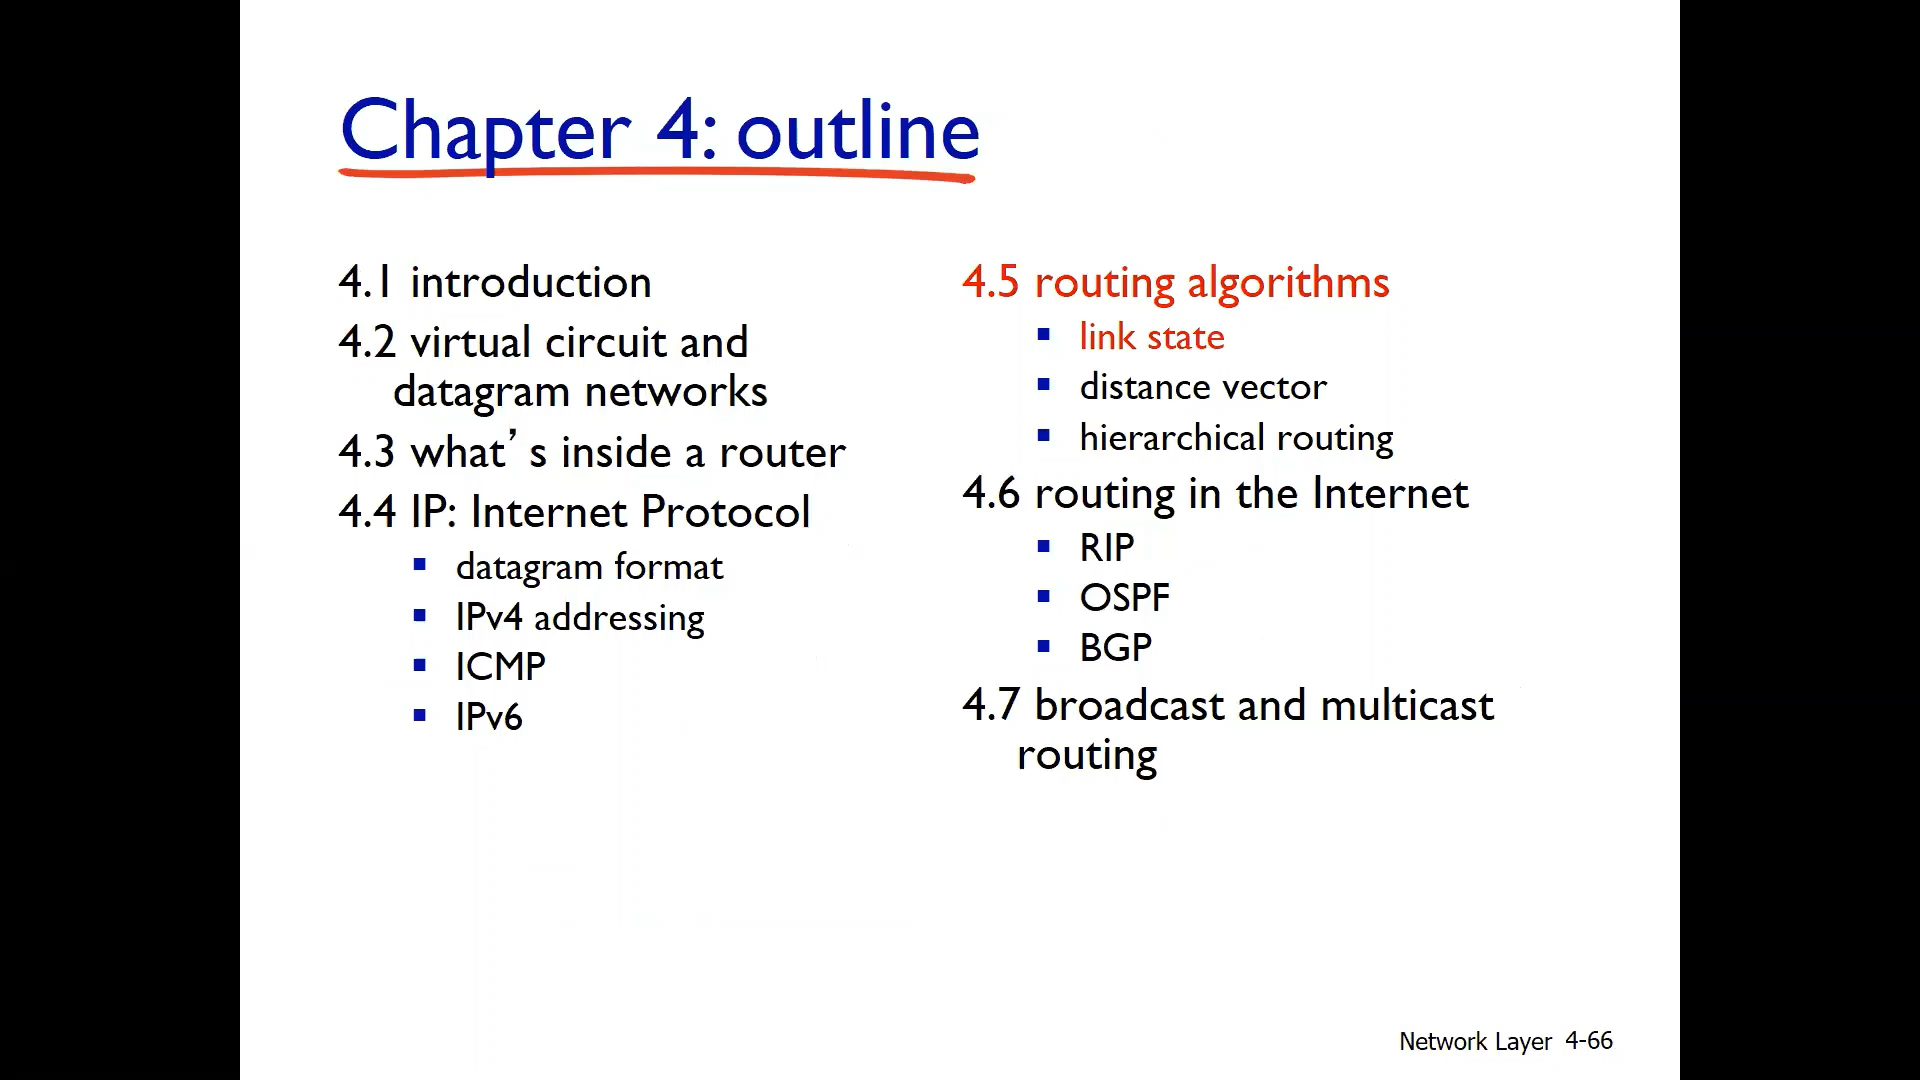 Chapter 4: outline
4.1 introduction
4.2 virtual circuit and
datagram networks
4.3 what’s inside a router
4.4 IP: Internet Protocol
▪ datagram format
▪ IPv4 addressing
▪ ICMP
▪ IPv6
4.5 routing algorithms
▪ link state
▪ distance vector
▪ hierarchical routing
4.6 routing in the Internet
▪ RIP
▪ OSPF
▪ BGP
4.7 broadcast and multicast
routing
Network Layer 4-66